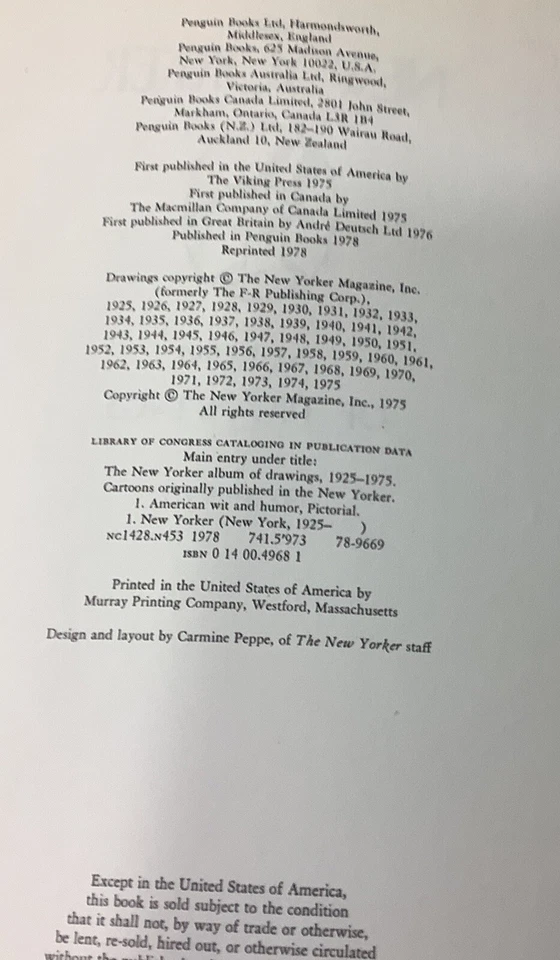 Penguin Books Ltd, Harmondsworth,
Middlesex, England
Penguin Books, 625 Madison Avenue,
New York, New York 10022, U.S.A.
Penguin Books Australia Ltd, Ringwood,
Victoria, Australia
Penguin Books Canada Limited, 2801 John Street,
Markham, Ontario, Canada L3R 1B4
Penguin Books (N.Z.) Ltd, 182–190 Wairau Road,
Auckland 10, New Zealand
First published in the United States of America by
The Viking Press 1975
First published in Canada by
The Macmillan Company of Canada Limited 1975
First published in Great Britain by André Deutsch Ltd 1976
Published in Penguin Books 1978
Reprinted 1978
Drawings copyright © The New Yorker Magazine, Inc.
(formerly The F-R Publishing Corp.),
1925, 1926, 1927, 1928, 1929, 1930, 1931, 1932, 1933,
1934, 1935, 1936, 1937, 1938, 1939, 1940, 1941, 1942,
1943, 1944, 1945, 1946, 1947, 1948, 1949, 1950, 1951,
1952, 1953, 1954, 1955, 1956, 1957, 1958, 1959, 1960, 1961,
1962, 1963, 1964, 1965, 1966, 1967, 1968, 1969, 1970,
1971, 1972, 1973, 1974, 1975
Copyright © The New Yorker Magazine, Inc., 1975
All rights reserved
LIBRARY OF CONGRESS CATALOGING IN PUBLICATION DATA
Main entry under title:
The New Yorker album of drawings, 1925–1975.
Cartoons originally published in the New Yorker.
1. American wit and humor, Pictorial.
1. New Yorker (New York, 1925– )
NC1428.N453 1978 741.5'973 78-9669
ISBN 0 14 00.4968 1
Printed in the United States of America by
Murray Printing Company, Westford, Massachusetts
Design and layout by Carmine Peppe, of The New Yorker staff
Except in the United States of America,
this book is sold subject to the condition
that it shall not, by way of trade or otherwise,
be lent, re-sold, hired out, or otherwise circulated
without the